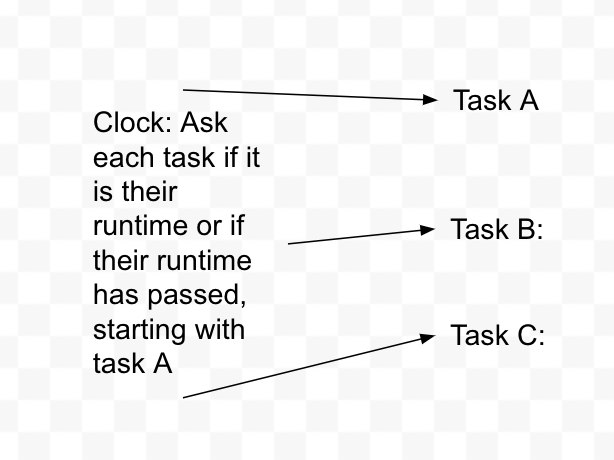 Clock: Ask
each task if it
is their
runtime or if
their runtime
has passed,
starting with
task A
Task A
Task B:
Task C: